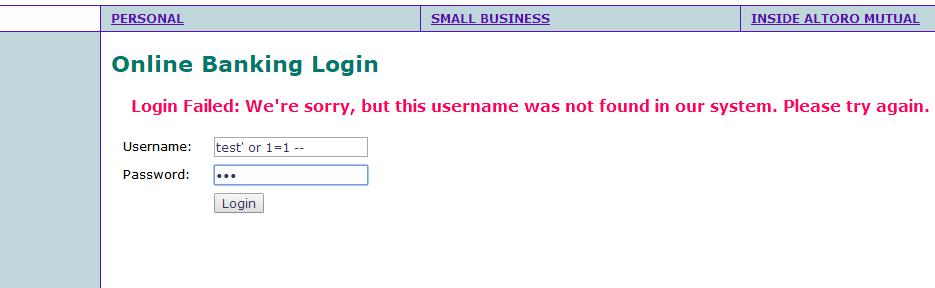 PERSONAL SMALL BUSINESS INSIDE ALTORO MUTUAL
Online Banking Login
Login Failed: We're sorry, but this username was not found in our system. Please try again.
Username: test' or 1=1 --
Password: •••
Login